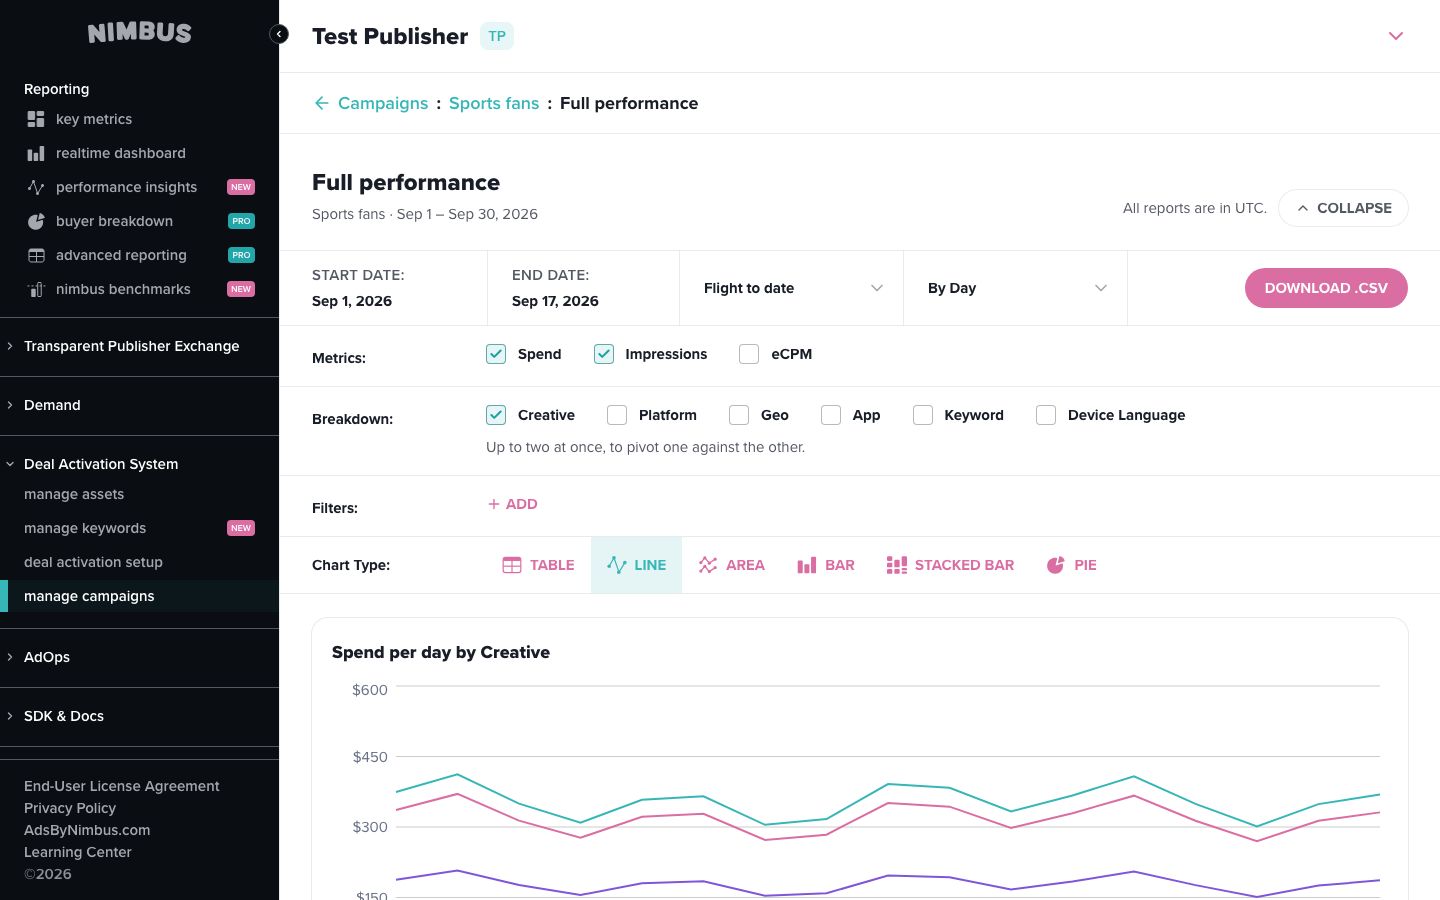 NIMBUS
Reporting
key metrics
realtime dashboard
performance insights NEW
buyer breakdown PRO
advanced reporting PRO
nimbus benchmarks NEW
Transparent Publisher Exchange
Demand
Deal Activation System
manage assets
manage keywords NEW
deal activation setup
manage campaigns
AdOps
SDK & Docs
End-User License Agreement
Privacy Policy
AdsByNimbus.com
Learning Center
©2026
Test Publisher TP
Campaigns : Sports fans : Full performance
Full performance
Sports fans · Sep 1 – Sep 30, 2026
All reports are in UTC. COLLAPSE
START DATE:
Sep 1, 2026
END DATE:
Sep 17, 2026
Flight to date
By Day
DOWNLOAD .CSV
Metrics: Spend Impressions eCPM
Breakdown: Creative Platform Geo App Keyword Device Language
Up to two at once, to pivot one against the other.
Filters: + ADD
Chart Type: TABLE LINE AREA BAR STACKED BAR PIE
Spend per day by Creative
$600
$450
$300
$150